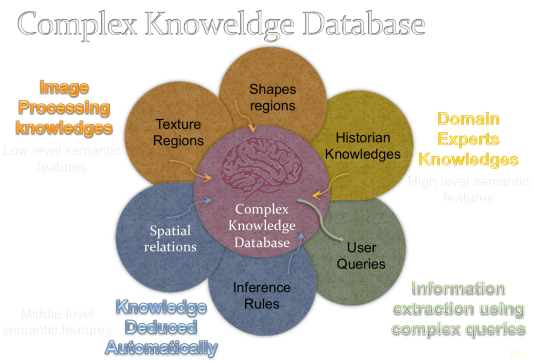 Complex Knoweldge Database
Image
Processing
knowledges
Low level semantic
features
Shapes
regions
Texture
Regions
Historian
Knowledges
Domain
Experts
Knowledges
High level semantic
features
Complex
Knowledge
Database
Spatial
relations
User
Queries
Inference
Rules
Middle level
semantic features
Knowledge
Deduced
Automatically
Information
extraction using
complex queries